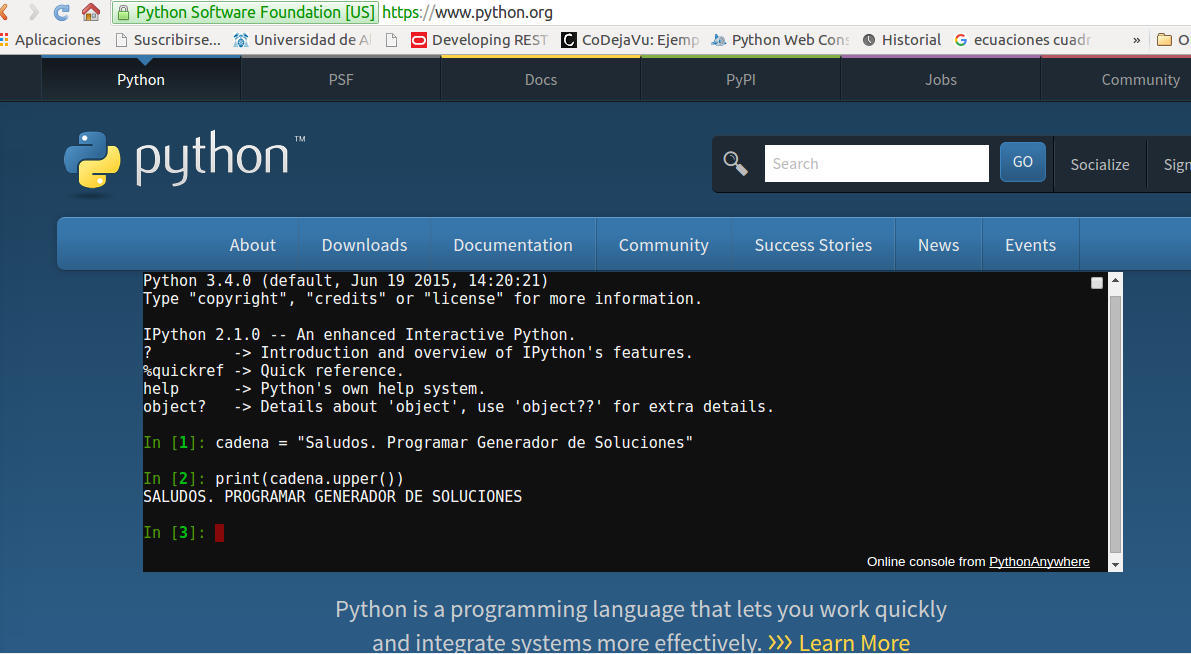 Python Software Foundation [US] https://www.python.org
Aplicaciones Suscribirse... Universidad de Al Developing REST CoDejaVu: Ejemp Python Web Cons Historial ecuaciones cuadr »
Python PSF Docs PyPI Jobs Community
python™
Search GO Socialize Sign
About Downloads Documentation Community Success Stories News Events
Python 3.4.0 (default, Jun 19 2015, 14:20:21)
Type "copyright", "credits" or "license" for more information.
IPython 2.1.0 -- An enhanced Interactive Python.
? -> Introduction and overview of IPython's features.
%quickref -> Quick reference.
help -> Python's own help system.
object? -> Details about 'object', use 'object??' for extra details.
In [1]: cadena = "Saludos. Programar Generador de Soluciones"
In [2]: print(cadena.upper())
SALUDOS. PROGRAMAR GENERADOR DE SOLUCIONES
In [3]:
Online console from PythonAnywhere
Python is a programming language that lets you work quickly
and integrate systems more effectively. >>> Learn More